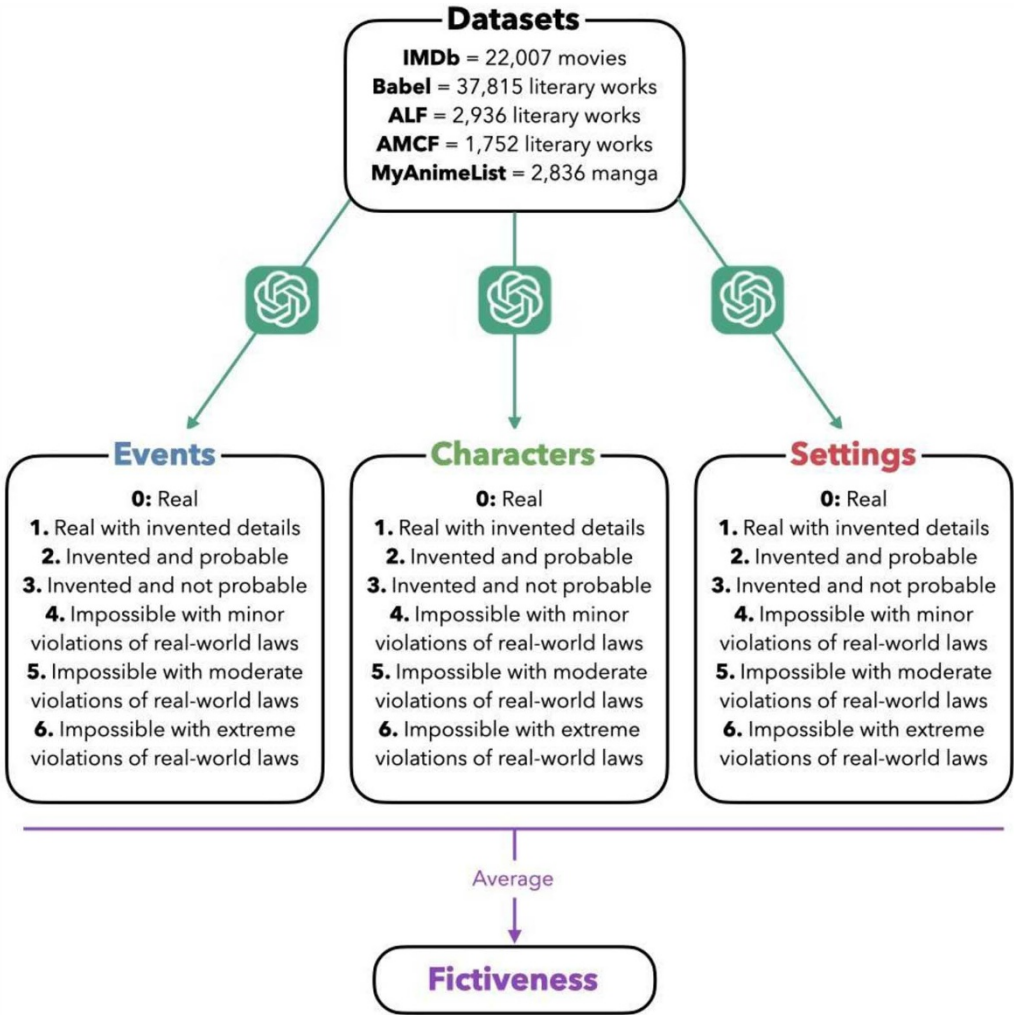 Datasets
IMDb = 22,007 movies
Babel = 37,815 literary works
ALF = 2,936 literary works
AMCF = 1,752 literary works
MyAnimeList = 2,836 manga
Events
0: Real
1. Real with invented details
2. Invented and probable
3. Invented and not probable
4. Impossible with minor
violations of real-world laws
5. Impossible with moderate
violations of real-world laws
6. Impossible with extreme
violations of real-world laws
Characters
0: Real
1. Real with invented details
2. Invented and probable
3. Invented and not probable
4. Impossible with minor
violations of real-world laws
5. Impossible with moderate
violations of real-world laws
6. Impossible with extreme
violations of real-world laws
Settings
0: Real
1. Real with invented details
2. Invented and probable
3. Invented and not probable
4. Impossible with minor
violations of real-world laws
5. Impossible with moderate
violations of real-world laws
6. Impossible with extreme
violations of real-world laws
Average
Fictiveness